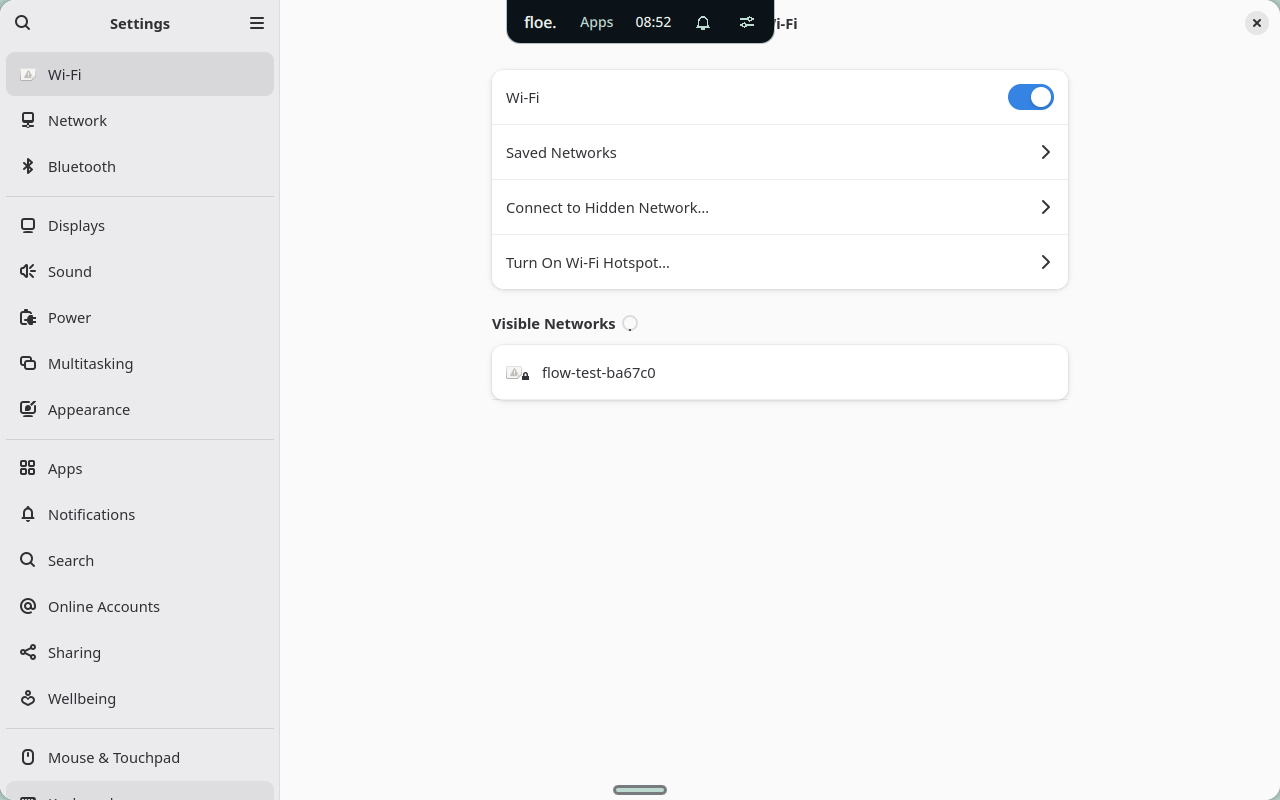 Settings
floe. Apps 08:52
i-Fi
Wi-Fi
Network
Bluetooth
Displays
Sound
Power
Multitasking
Appearance
Apps
Notifications
Search
Online Accounts
Sharing
Wellbeing
Mouse & Touchpad
Wi-Fi
Saved Networks
Connect to Hidden Network...
Turn On Wi-Fi Hotspot...
Visible Networks
flow-test-ba67c0